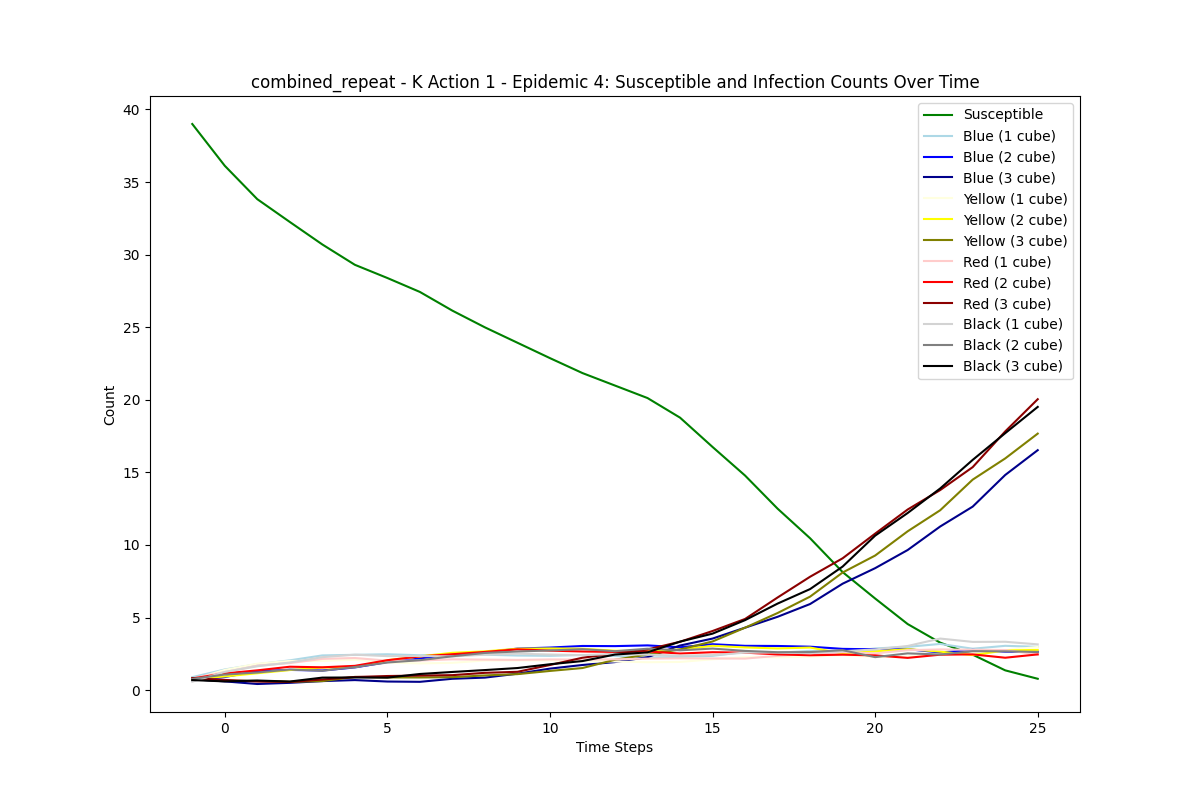 combined_repeat - K Action 1 - Epidemic 4: Susceptible and Infection Counts Over Time
40
35
30
25
20
15
10
5
0
Count
Susceptible
Blue (1 cube)
Blue (2 cube)
Blue (3 cube)
Yellow (1 cube)
Yellow (2 cube)
Yellow (3 cube)
Red (1 cube)
Red (2 cube)
Red (3 cube)
Black (1 cube)
Black (2 cube)
Black (3 cube)
0 5 10 15 20 25
Time Steps